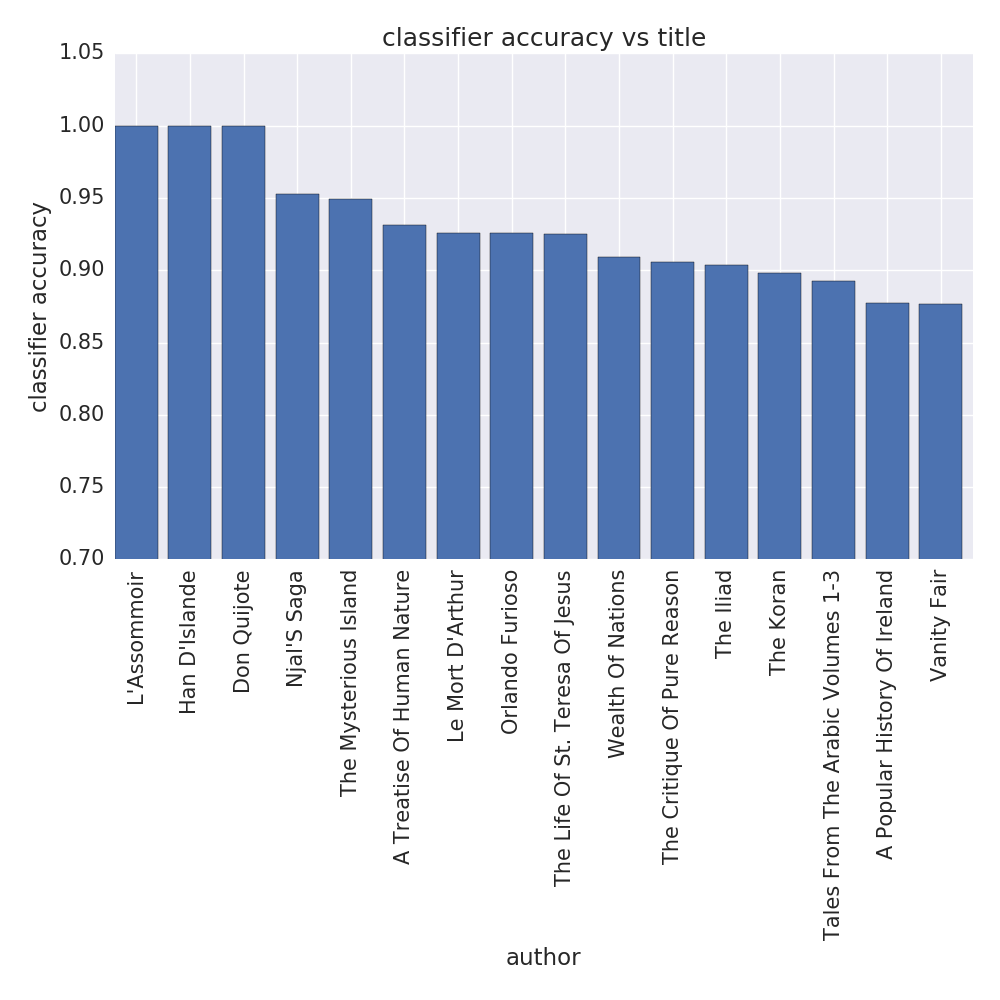 classifier accuracy vs title
1.05
1.00
0.95
0.90
0.85
0.80
0.75
0.70
classifier accuracy
L'Assommoir
Han D'Islande
Don Quijote
Njal'S Saga
The Mysterious Island
A Treatise Of Human Nature
Le Mort D'Arthur
Orlando Furioso
The Life Of St. Teresa Of Jesus
Wealth Of Nations
The Critique Of Pure Reason
The Iliad
The Koran
Tales From The Arabic Volumes 1-3
A Popular History Of Ireland
Vanity Fair
author